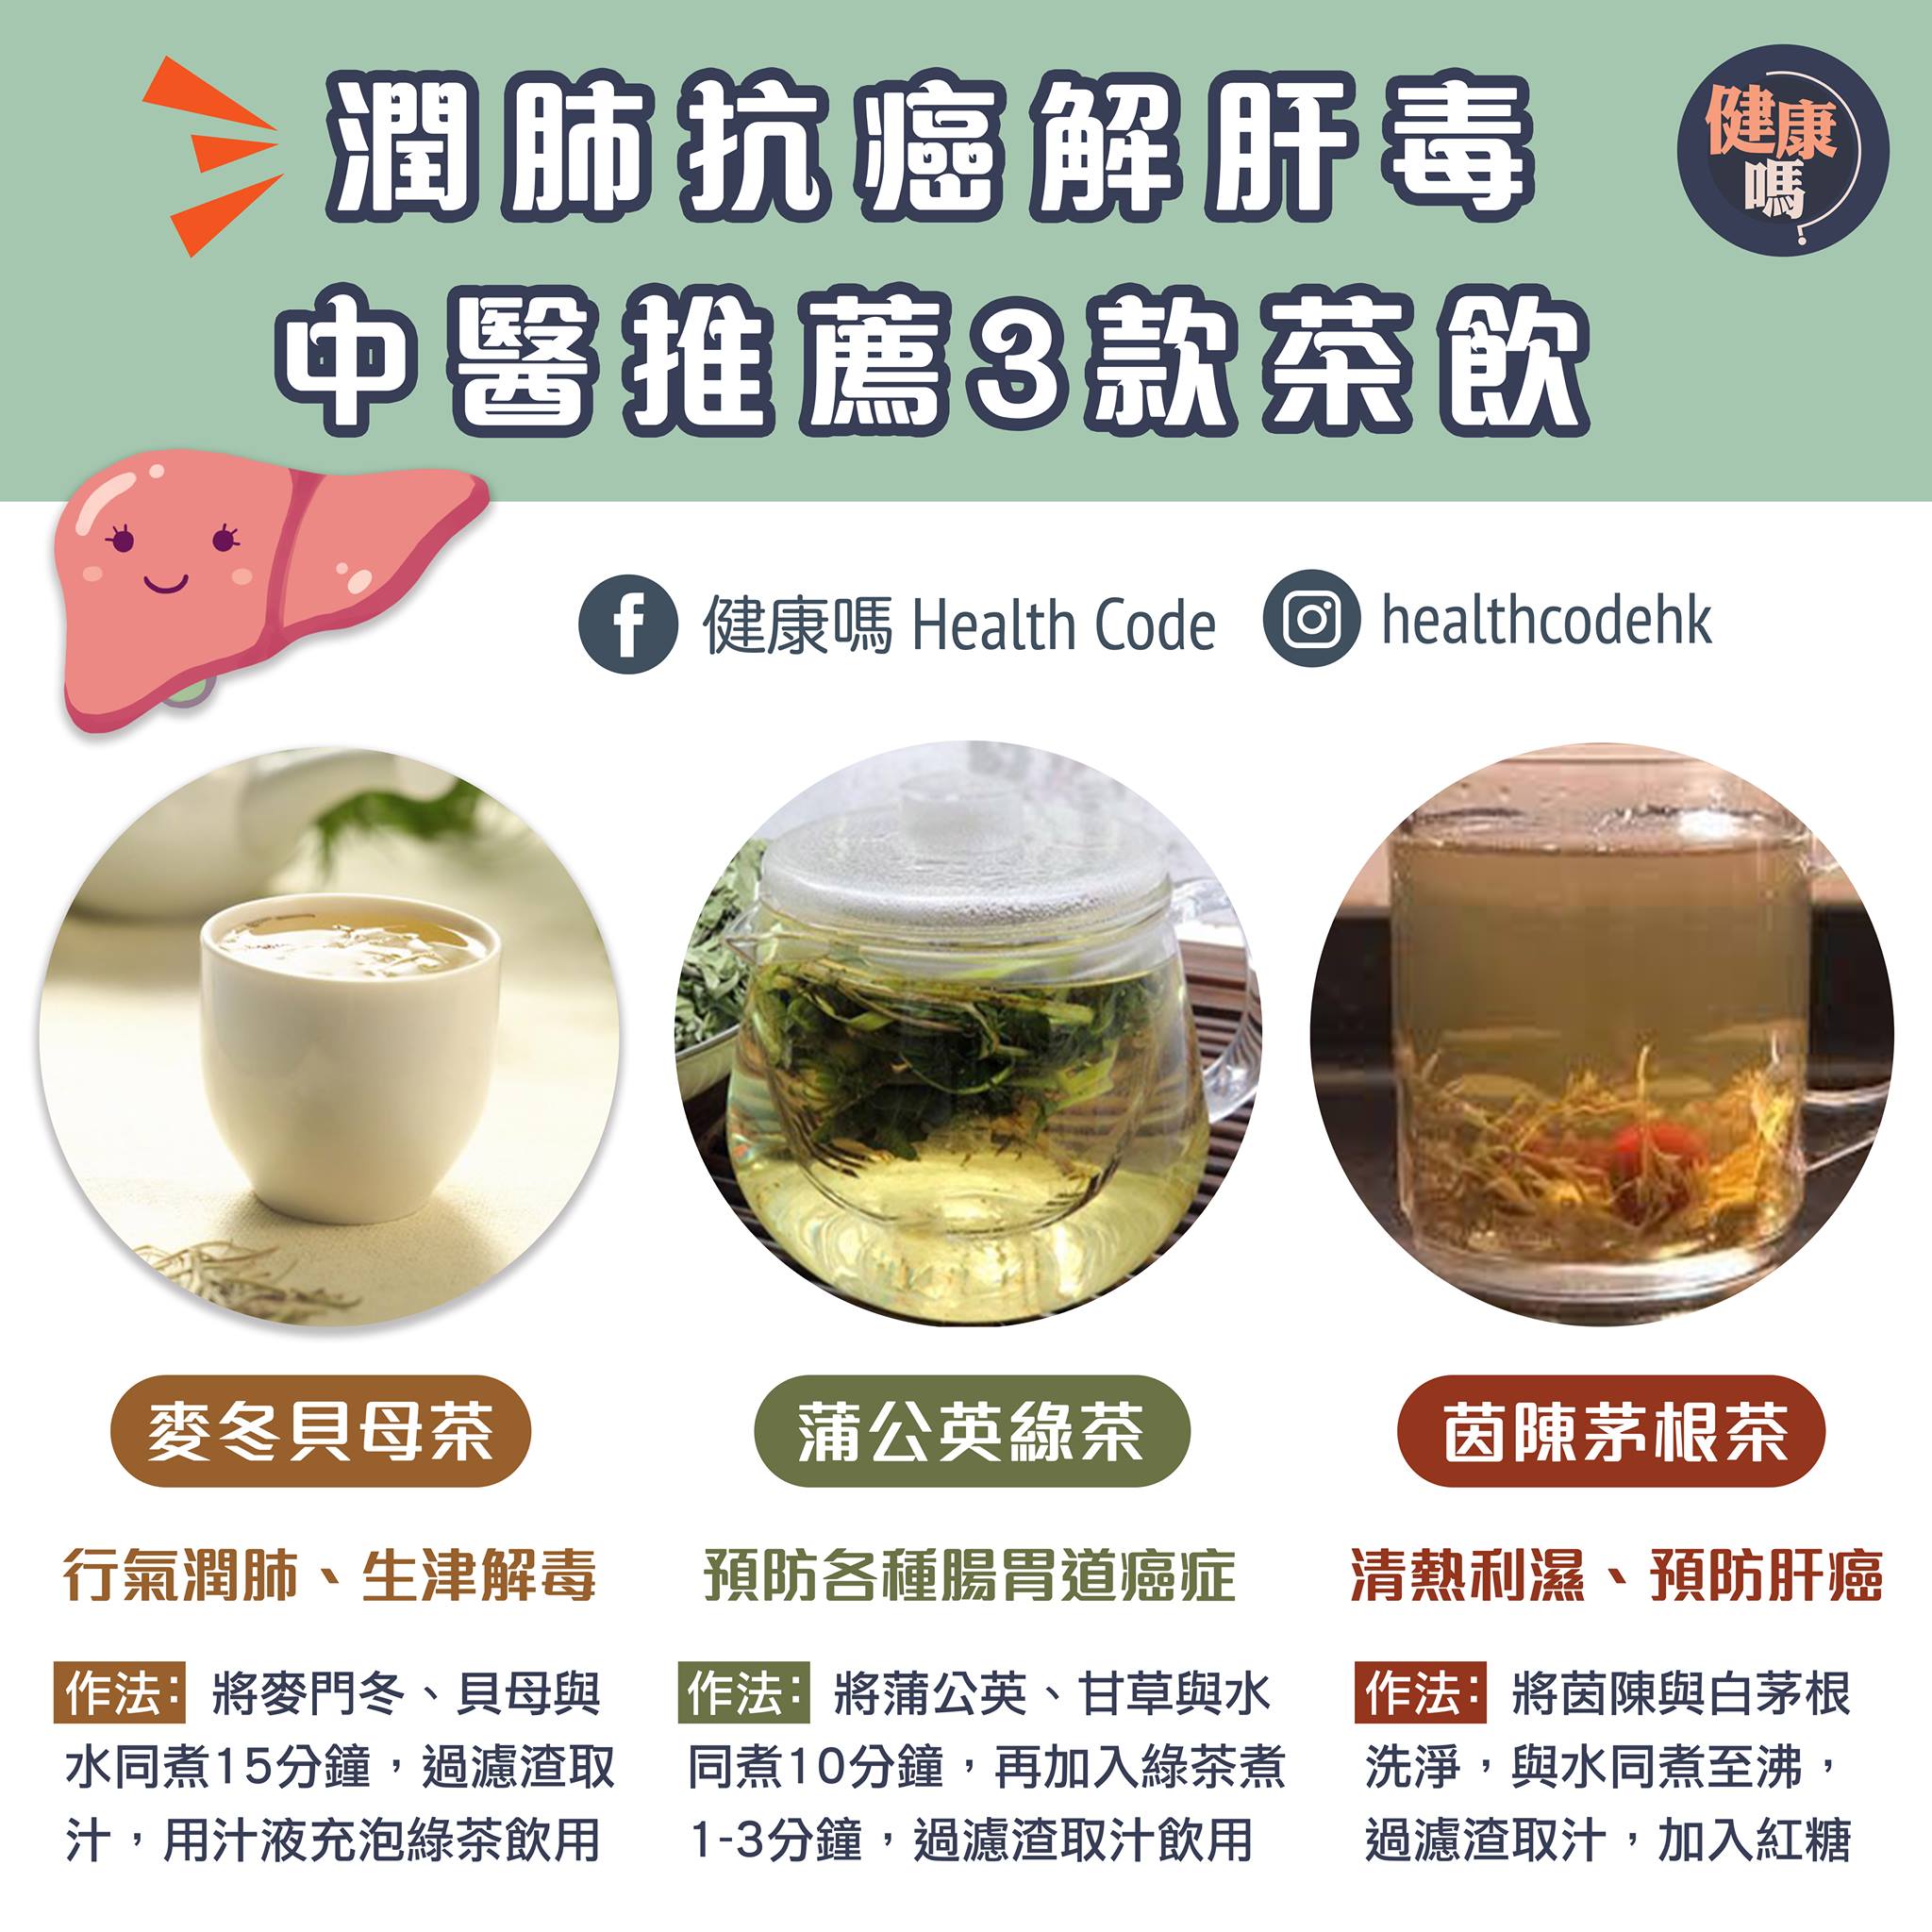 潤肺抗癌解肝毒
健康嗎?
中醫推薦3款茶飲
健康嗎 Health Code
healthcodehk
麥冬貝母茶
行氣潤肺、生津解毒
作法：將麥門冬、貝母與
水同煮15分鐘，過濾渣取
汁，用汁液充泡綠茶飲用
蒲公英綠茶
預防各種腸胃道癌症
作法：將蒲公英、甘草與水
同煮10分鐘，再加入綠茶煮
1-3分鐘，過濾渣取汁飲用
茵陳茅根茶
清熱利濕、預防肝癌
作法：將茵陳與白茅根
洗淨，與水同煮至沸，
過濾渣取汁，加入紅糖